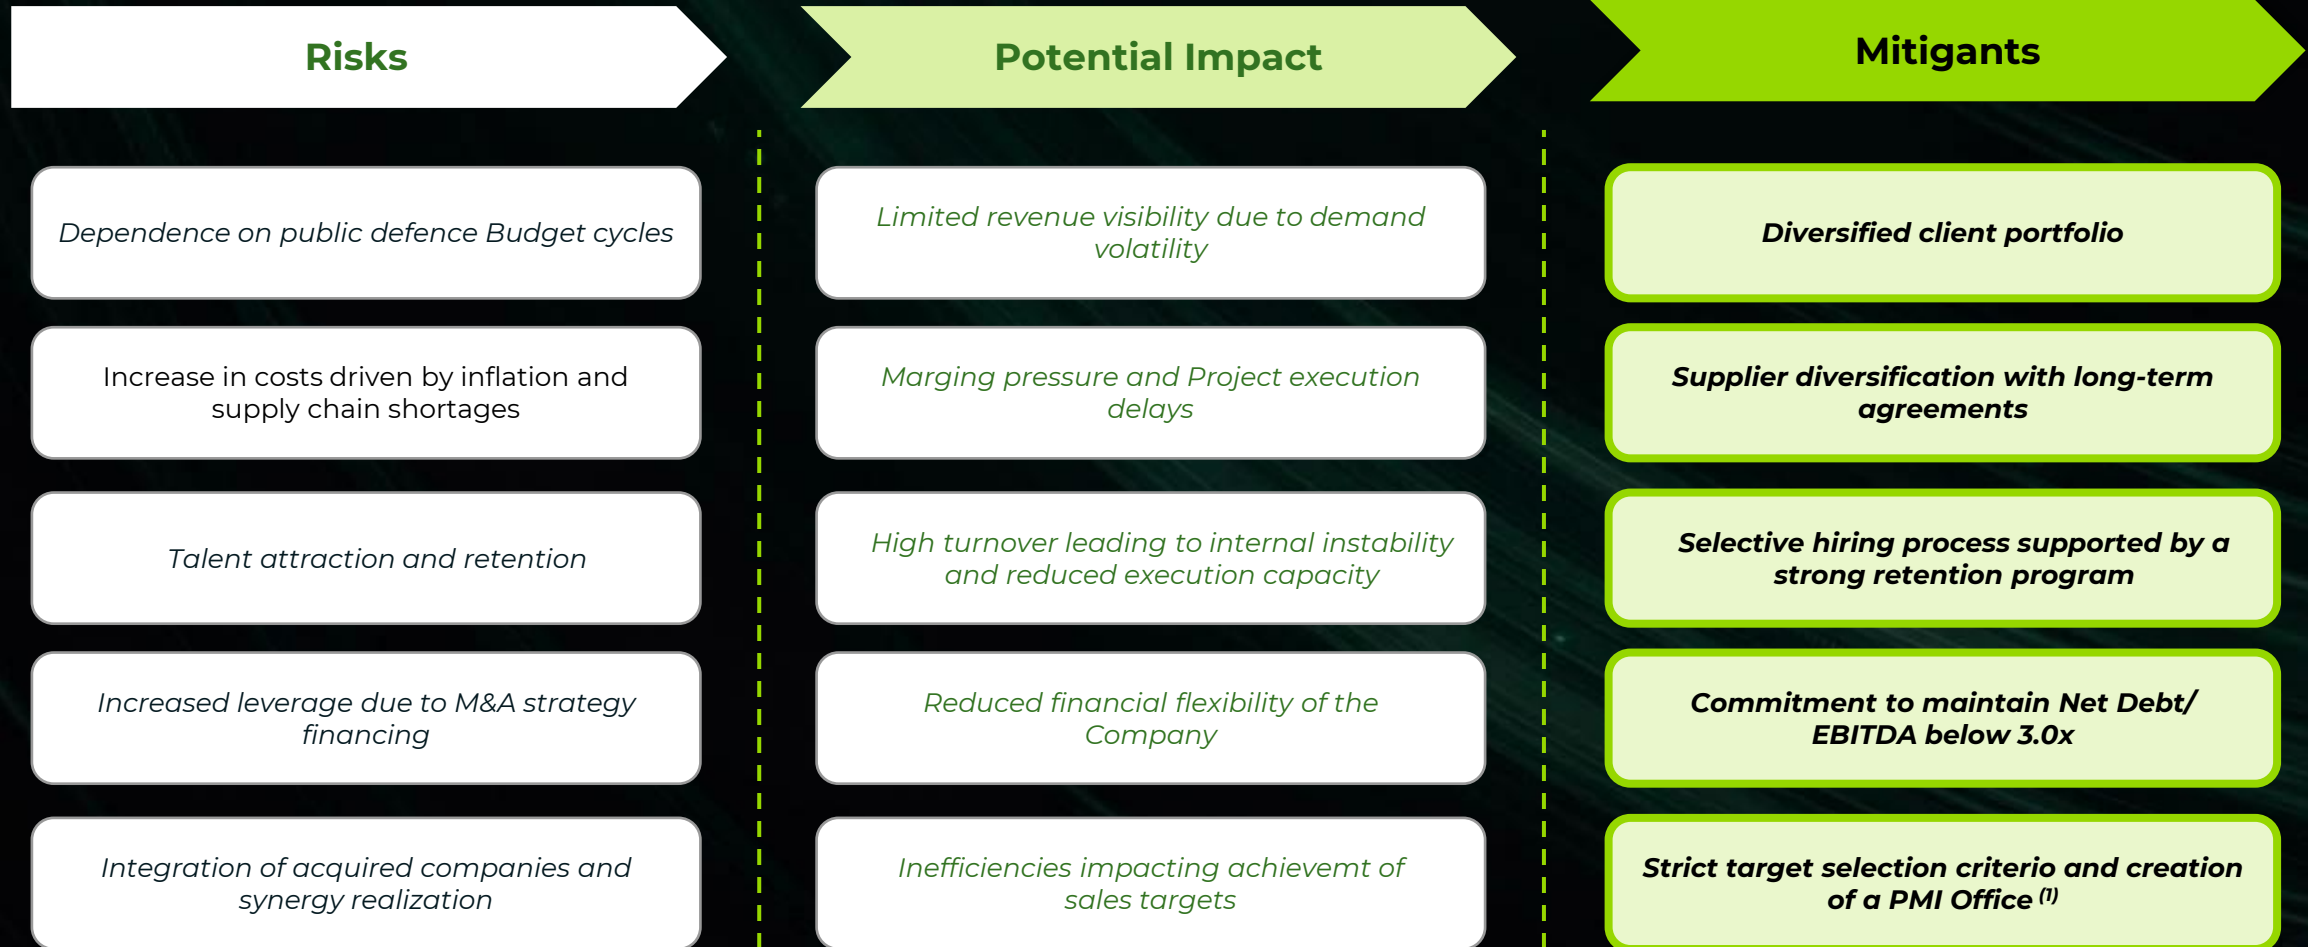 Risks
Potential Impact
Mitigants
Dependence on public defence Budget cycles
Limited revenue visibility due to demand
volatility
Diversified client portfolio
Increase in costs driven by inflation and
supply chain shortages
Marging pressure and Project execution
delays
Supplier diversification with long-term
agreements
Talent attraction and retention
High turnover leading to internal instability
and reduced execution capacity
Selective hiring process supported by a
strong retention program
Increased leverage due to M&A strategy
financing
Reduced financial flexibility of the
Company
Commitment to maintain Net Debt/
EBITDA below 3.0x
Integration of acquired companies and
synergy realization
Inefficiencies impacting achievemt of
sales targets
Strict target selection criterio and creation
of a PMI Office (1)